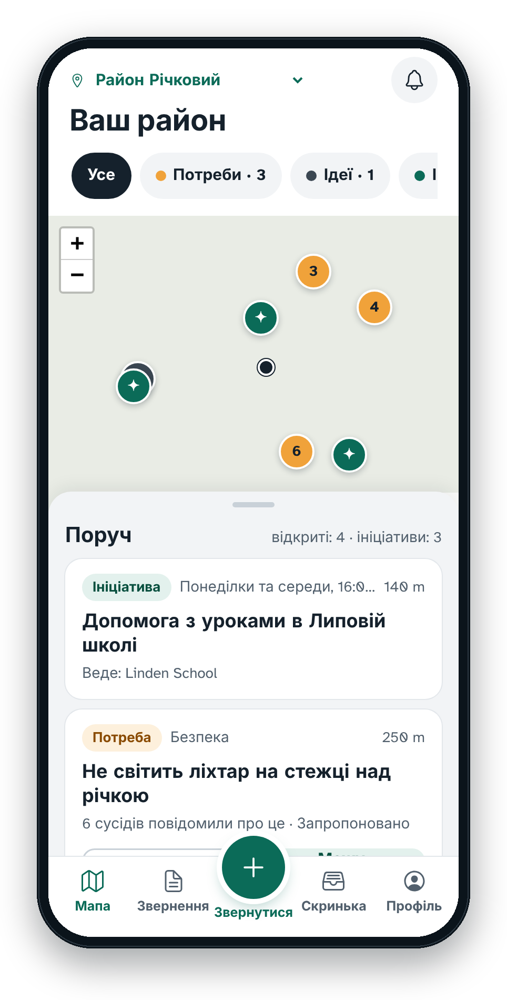 Район Річковий
Ваш район
Усе
Потреби · 3
Ідеї · 1
+
−
3
4
6
Поруч
відкриті: 4 · ініціативи: 3
Ініціатива
Понеділки та середи, 16:0...
140 m
Допомога з уроками в Липовій
школі
Веде: Linden School
Потреба
Безпека
250 m
Не світить ліхтар на стежці над
річкою
6 сусідів повідомили про це · Запропоновано
Мапа
Звернення
Звернутися
Скринька
Профіль